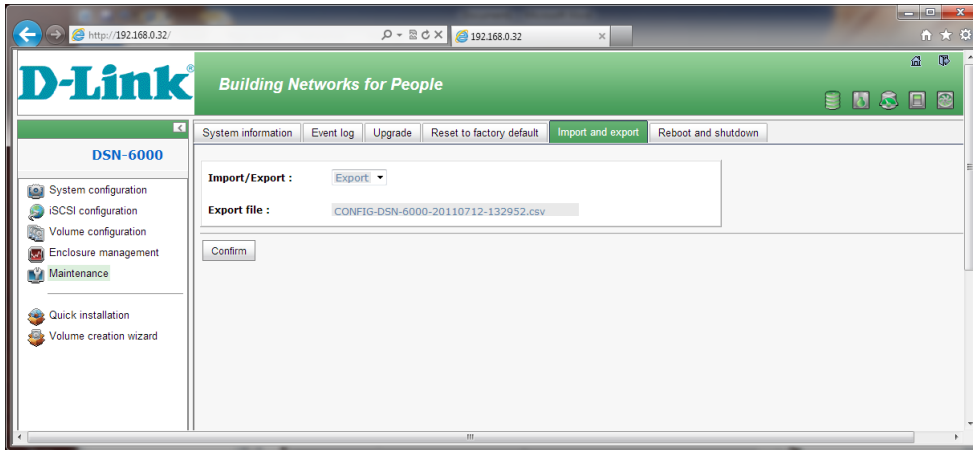 http://192.168.0.32/
192.168.0.32
D-Link®
Building Networks for People
DSN-6000
System configuration
iSCSI configuration
Volume configuration
Enclosure management
Maintenance
Quick installation
Volume creation wizard
System information
Event log
Upgrade
Reset to factory default
Import and export
Reboot and shutdown
Import/Export :
Export
Export file :
CONFIG-DSN-6000-20110712-132952.csv
Confirm